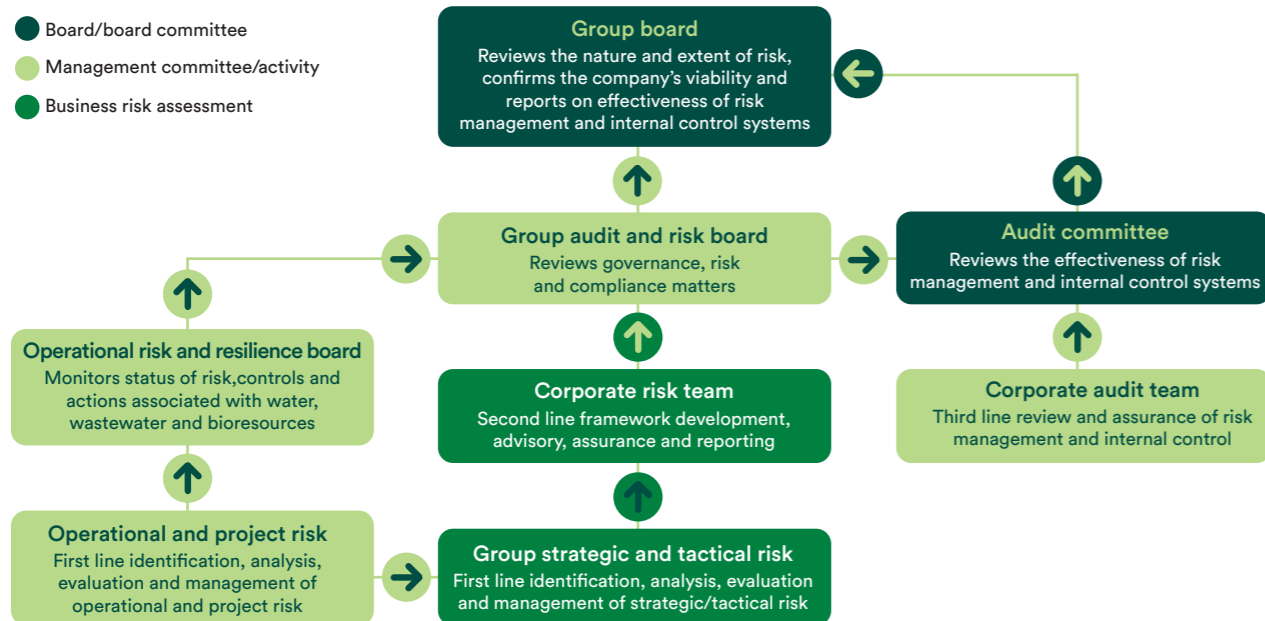 Board/board committee
Management committee/activity
Business risk assessment
Group board
Reviews the nature and extent of risk,
confirms the company’s viability and
reports on effectiveness of risk
management and internal control systems
Group audit and risk board
Reviews governance, risk
and compliance matters
Audit committee
Reviews the effectiveness of risk
management and internal control systems
Operational risk and resilience board
Monitors status of risk,controls and
actions associated with water,
wastewater and bioresources
Corporate risk team
Second line framework development,
advisory, assurance and reporting
Corporate audit team
Third line review and assurance of risk
management and internal control
Operational and project risk
First line identification, analysis,
evaluation and management of
operational and project risk
Group strategic and tactical risk
First line identification, analysis, evaluation
and management of strategic/tactical risk